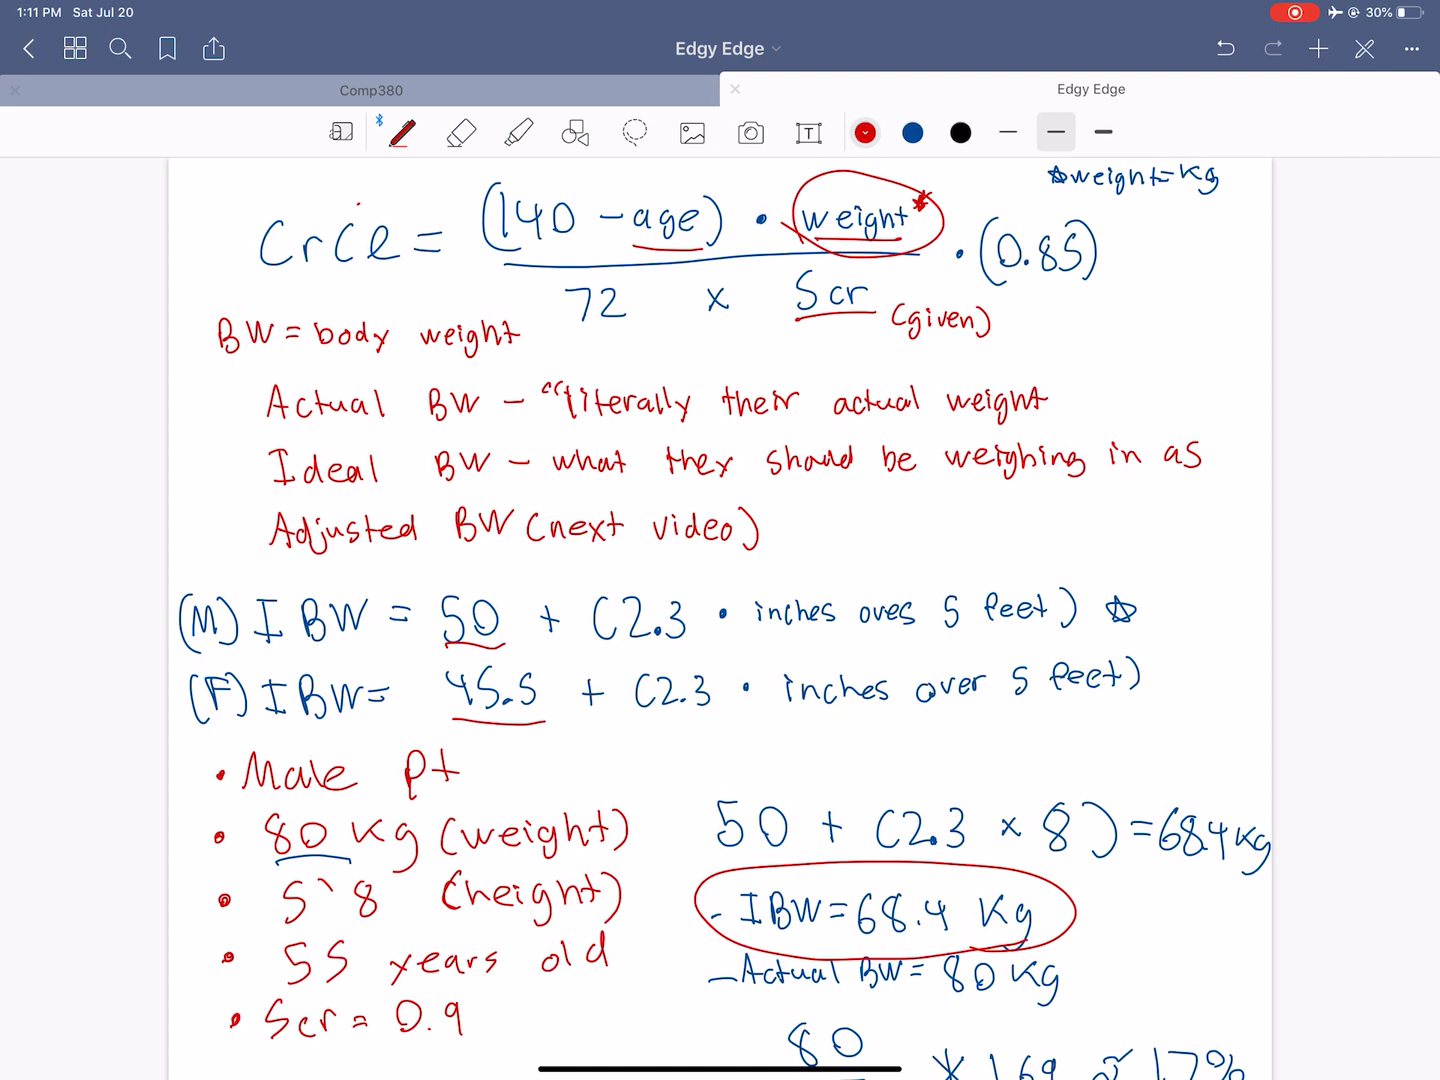 1:11 PM Sat Jul 20 30%
Edgy Edge
Comp380 Edgy Edge
T
☆weight=Kg
CrCl = (140 - age) • weight* • (0.85)
72 x Scr (given)
BW = body weight
Actual BW - "literally their actual weight
Ideal BW - what they should be weighing in as
Adjusted BW (next video)
(M) IBW = 50 + (2.3 • inches over 5 feet) ☆
(F) IBW= 45.5 + (2.3 • inches over 5 feet)
• Male pt
• 80 kg (weight)
• 5'8 (height)
• 55 years old
• Scr = 0.9
50 + (2.3 × 8) = 68.4 kg
- IBW = 68.4 Kg
- Actual BW = 80 kg
80